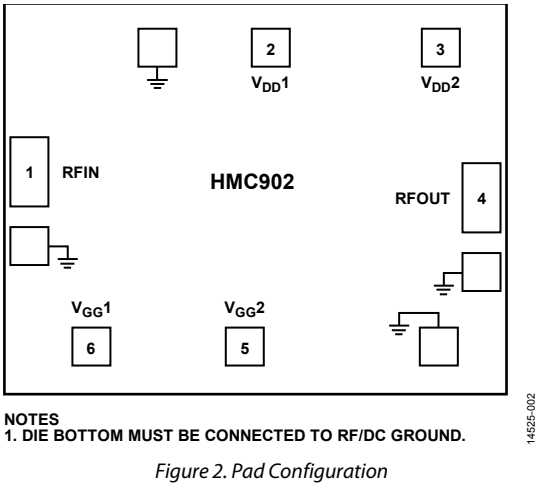 2
3
VDD1
VDD2
1
RFIN
HMC902
RFOUT
4
VGG1
VGG2
6
5
NOTES
1. DIE BOTTOM MUST BE CONNECTED TO RF/DC GROUND.
14525-002
Figure 2. Pad Configuration